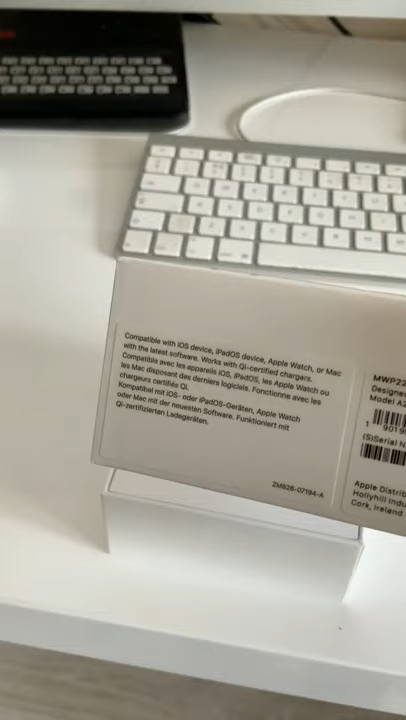 Compatible with iOS device, iPadOS device, Apple Watch, or Mac
with the latest software. Works with Qi-certified chargers.
Compatible avec les appareils iOS, iPadOS, les Apple Watch ou
les Mac disposant des derniers logiciels. Fonctionne avec les
chargeurs certifiés Qi.
Kompatibel mit iOS- oder iPadOS-Geräten, Apple Watch
oder Mac mit der neuesten Software. Funktioniert mit
Qi-zertifizierten Ladegeräten.
ZM826-07194-A
MWP22
Designe
Model A2
1 90199
(S)Serial N
Apple Distrib
Hollyhill Indu
Cork, Ireland